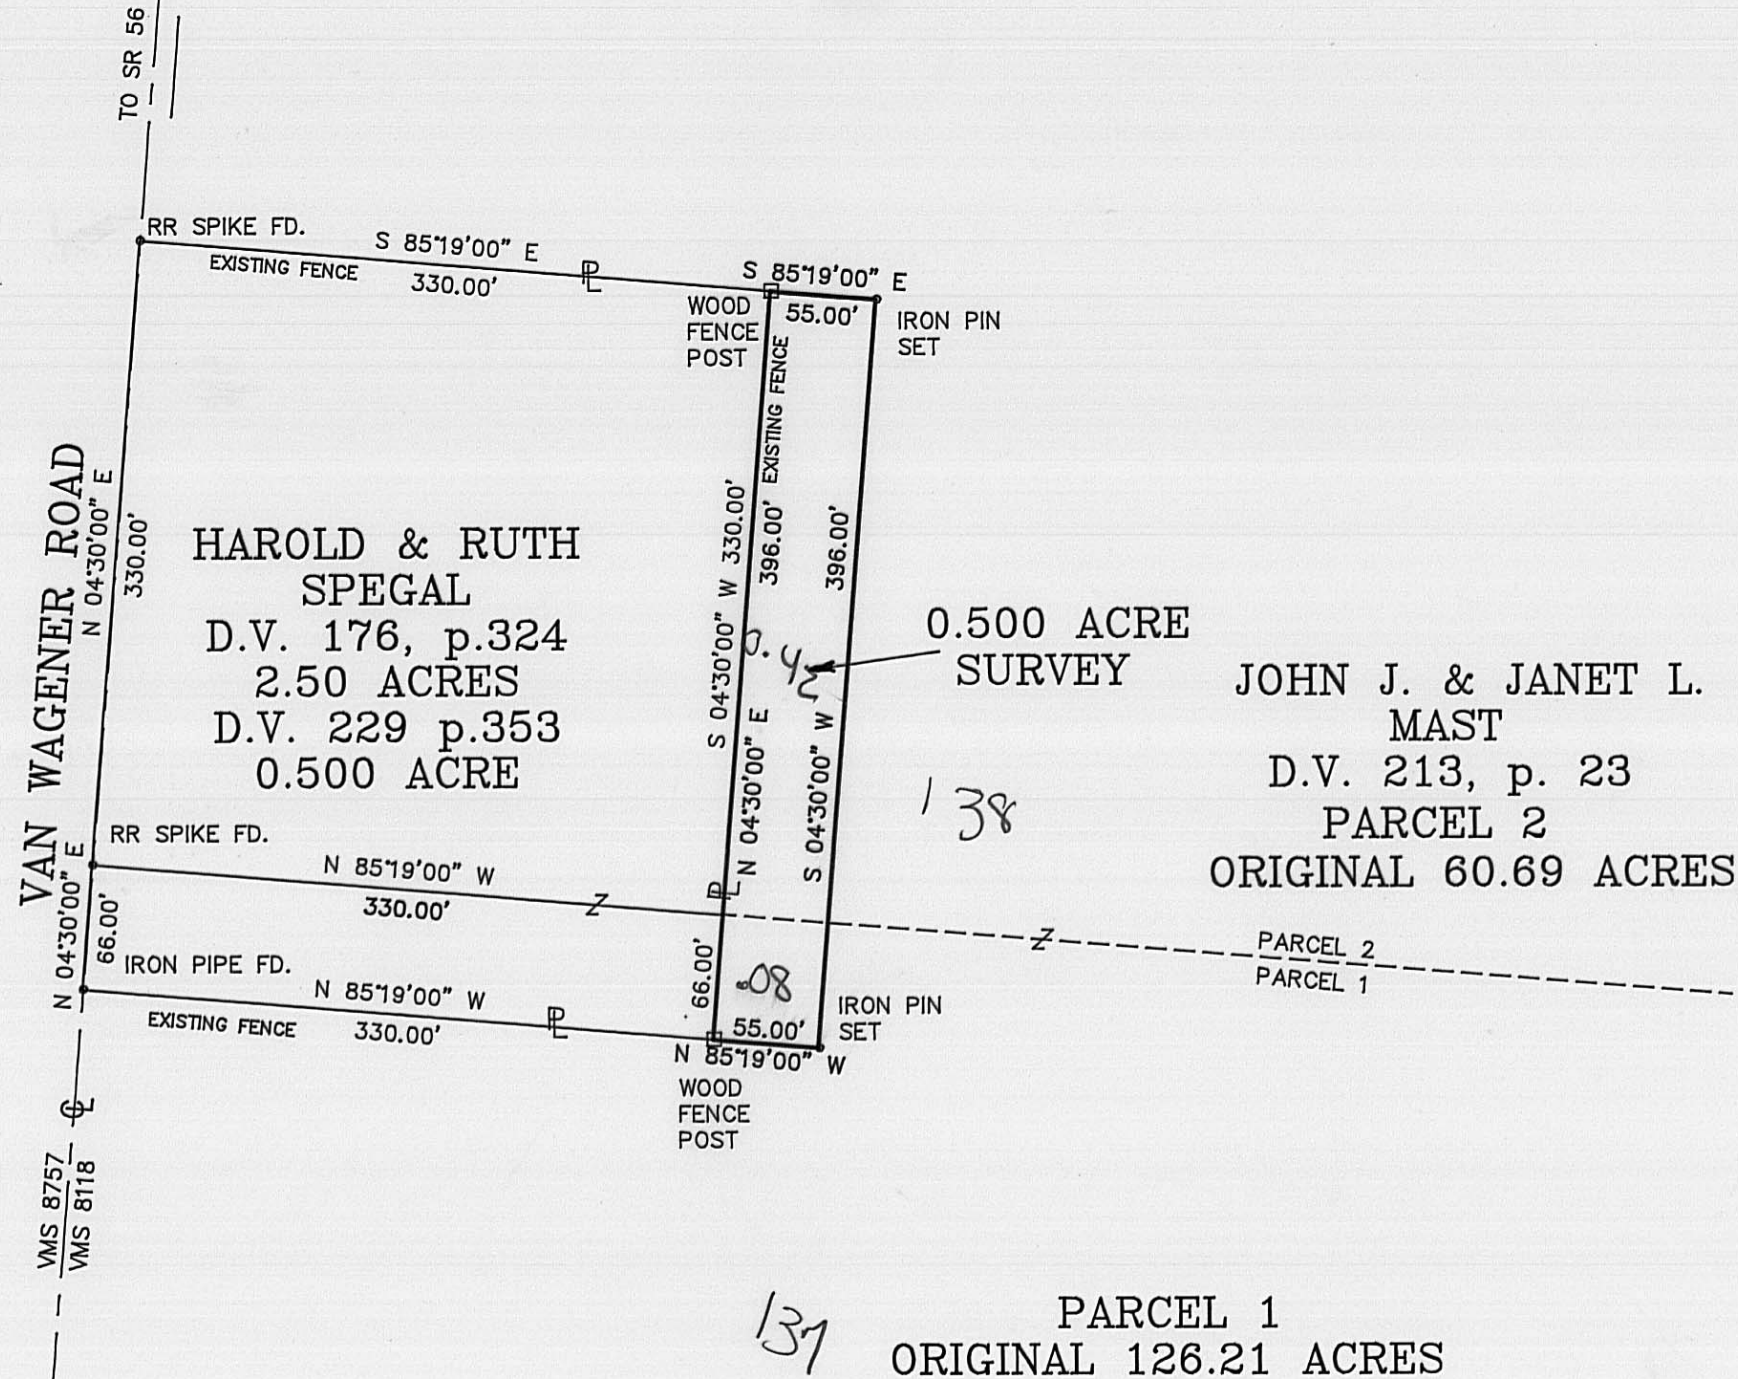 TO SR 56
RR SPIKE FD.
S 85°19'00" E
EXISTING FENCE
330.00'
PL
S 85°19'00" E
55.00'
WOOD
FENCE
POST
IRON PIN
SET
EXISTING FENCE
396.00'
S 04°30'00" W 330.00'
396.00'
N 04°30'00" E
S 04°30'00" W
VAN WAGENER ROAD
N 04°30'00" E
330.00'
HAROLD & RUTH
SPEGAL
D.V. 176, p.324
2.50 ACRES
D.V. 229 p.353
0.500 ACRE
0.42
0.500 ACRE
SURVEY
JOHN J. & JANET L.
MAST
D.V. 213, p. 23
PARCEL 2
ORIGINAL 60.69 ACRES
138
RR SPIKE FD.
N 85°19'00" W
330.00'
Z
PL
Z
PARCEL 2
PARCEL 1
N 04°30'00" E
66.00'
IRON PIPE FD.
N 85°19'00" W
EXISTING FENCE
330.00'
PL
66.00'
.08
55.00'
N 85°19'00" W
IRON PIN
SET
WOOD
FENCE
POST
CL
VMS 8757
VMS 8118
137
PARCEL 1
ORIGINAL 126.21 ACRES